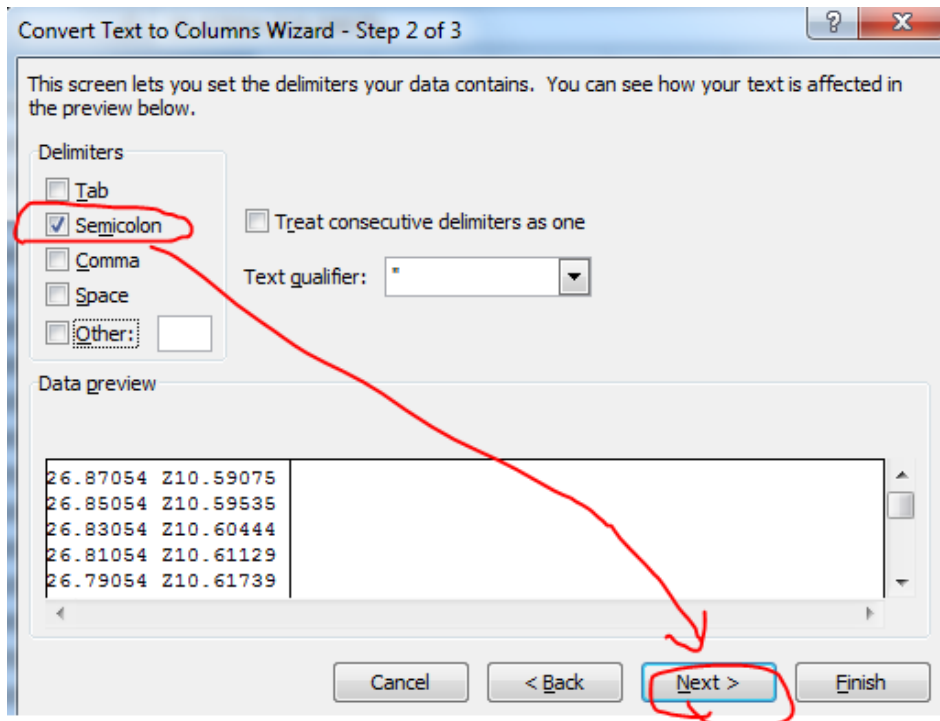 Convert Text to Columns Wizard - Step 2 of 3
This screen lets you set the delimiters your data contains.  You can see how your text is affected in
the preview below.
Delimiters
Tab
Semicolon
Treat consecutive delimiters as one
Comma
Text qualifier: "
Space
Other:
Data preview
26.87054 Z10.59075
26.85054 Z10.59535
26.83054 Z10.60444
26.81054 Z10.61129
26.79054 Z10.61739
Cancel
< Back
Next >
Finish